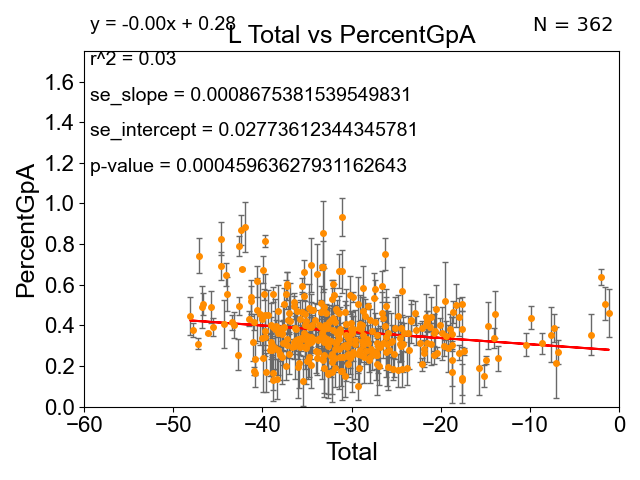 y = -0.00x + 0.28
N = 362
L Total vs PercentGpA
r^2 = 0.03
se_slope = 0.0008675381539549831
se_intercept = 0.02773612344345781
p-value = 0.00045963627931162643
PercentGpA
1.6
1.4
1.2
1.0
0.8
0.6
0.4
0.2
0.0
−60 −50 −40 −30 −20 −10 0
Total